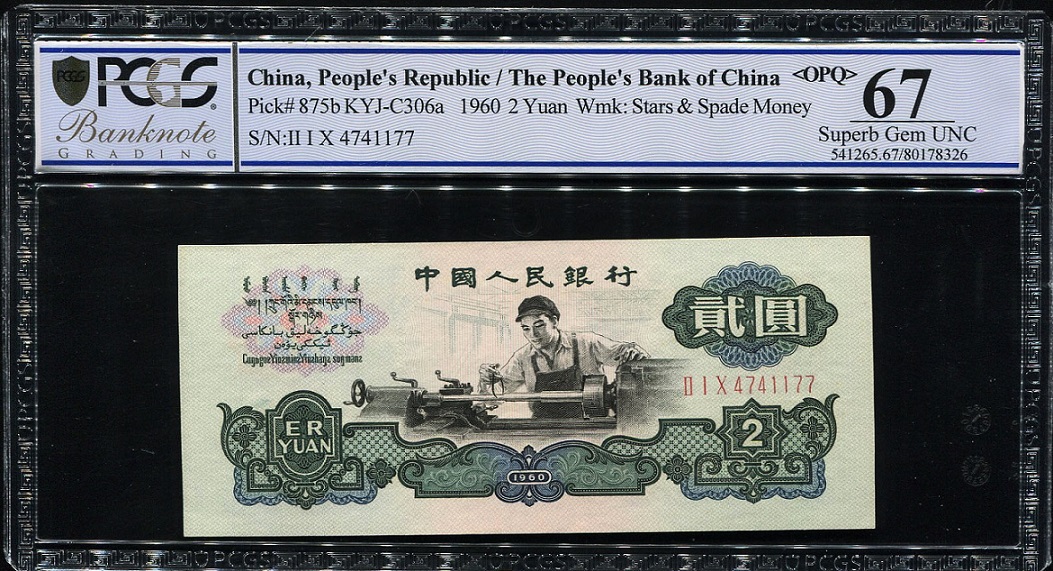 PCGS
Banknote
GRADING
China, People's Republic / The People's Bank of China <OPQ> 67
Pick# 875b KYJ-C306a 1960 2 Yuan Wmk: Stars & Spade Money
Superb Gem UNC
S/N:II I X 4741177
541265.67/80178326
中國人民銀行
貳圓
II I X 4741177
ER
YUAN
2
1960
UPCGS